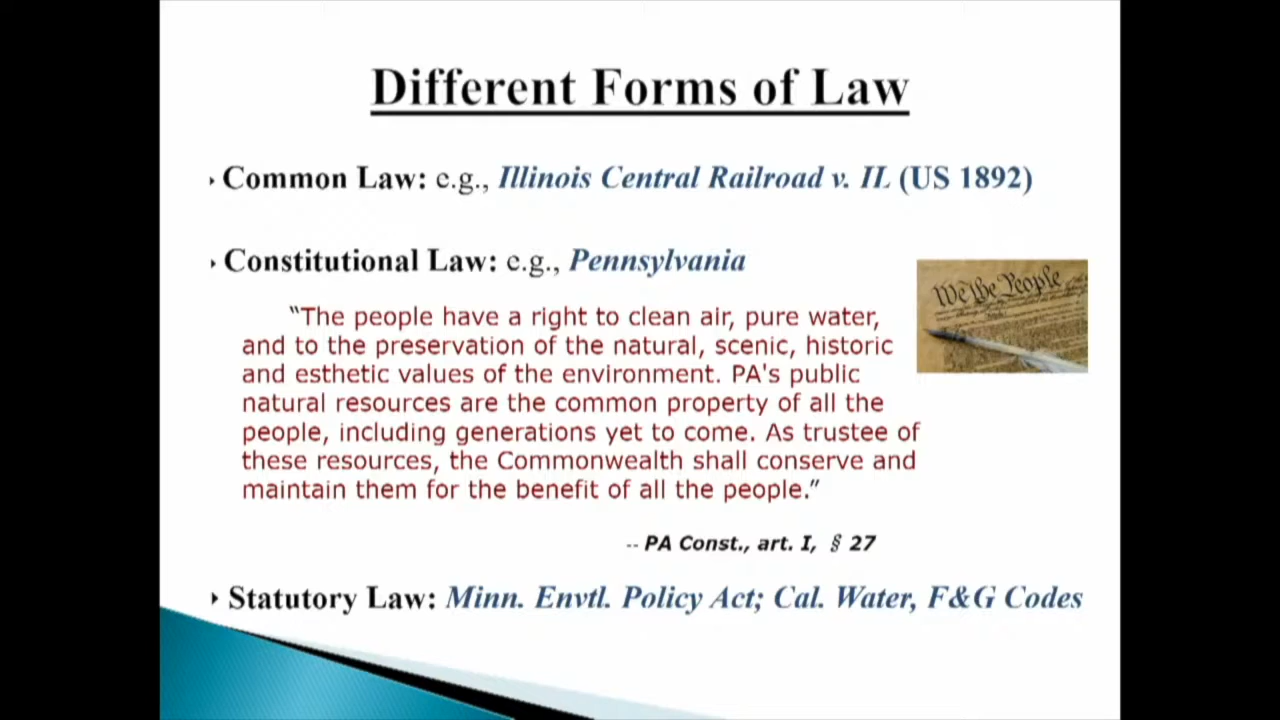 Different Forms of Law
Common Law: e.g., Illinois Central Railroad v. IL (US 1892)
Constitutional Law: e.g., Pennsylvania
We the People
“The people have a right to clean air, pure water,
and to the preservation of the natural, scenic, historic
and esthetic values of the environment. PA's public
natural resources are the common property of all the
people, including generations yet to come. As trustee of
these resources, the Commonwealth shall conserve and
maintain them for the benefit of all the people.”
-- PA Const., art. I, § 27
Statutory Law: Minn. Envtl. Policy Act; Cal. Water, F&G Codes